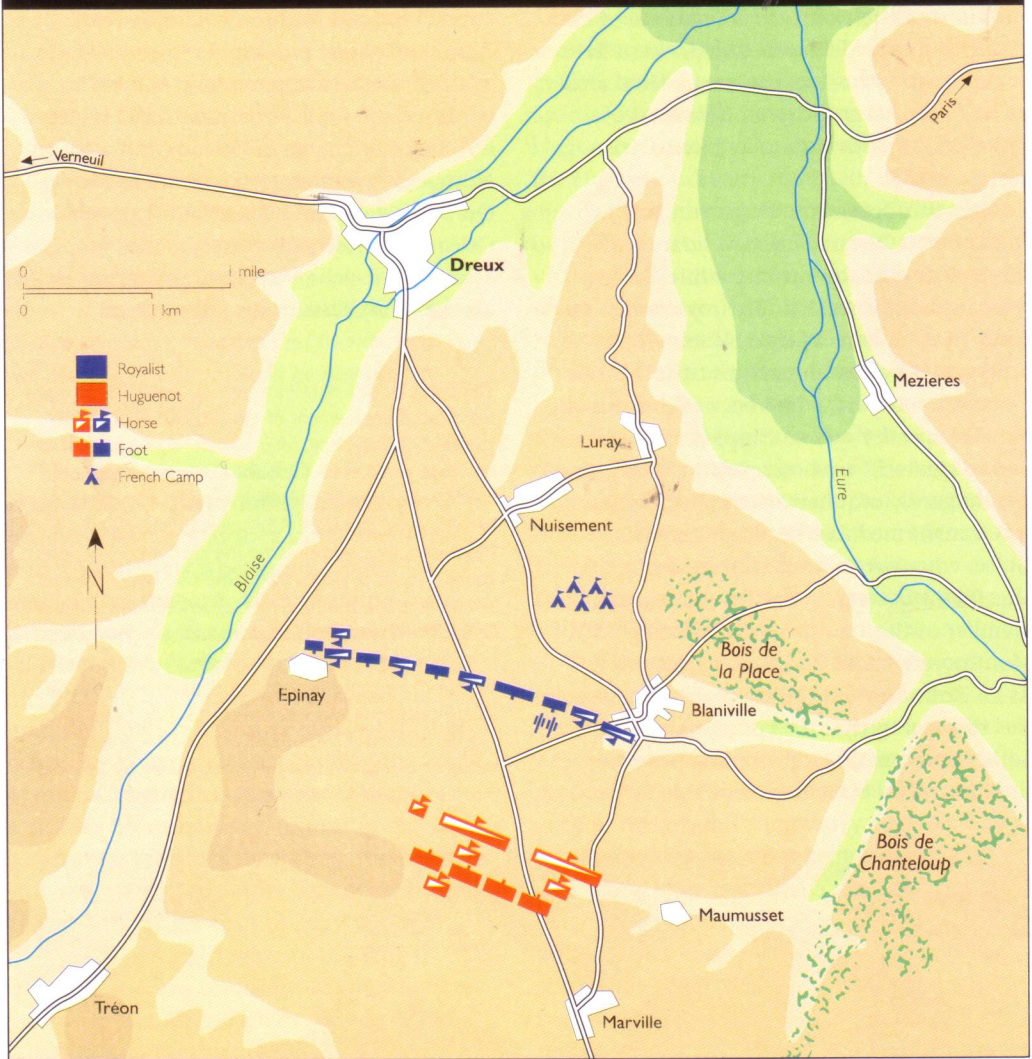 Paris
Verneuil
Dreux
0 1 mile
0 1 km
Royalist
Huguenot
Horse
Foot
French Camp
Mezieres
Luray
Eure
Nuisement
N
Blaise
Bois de
la Place
Epinay
Blaniville
Bois de
Chanteloup
Maumusset
Tréon
Marville